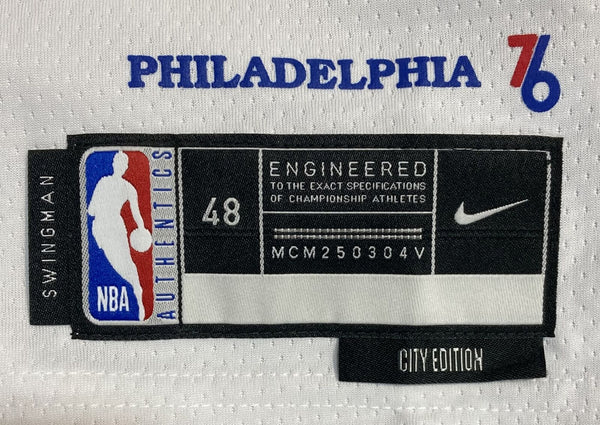 PHILADELPHIA 76
SWINGMAN
NBA
AUTHENTICS
48
ENGINEERED
TO THE EXACT SPECIFICATIONS
OF CHAMPIONSHIP ATHLETES
MCM250304V
CITY EDITION